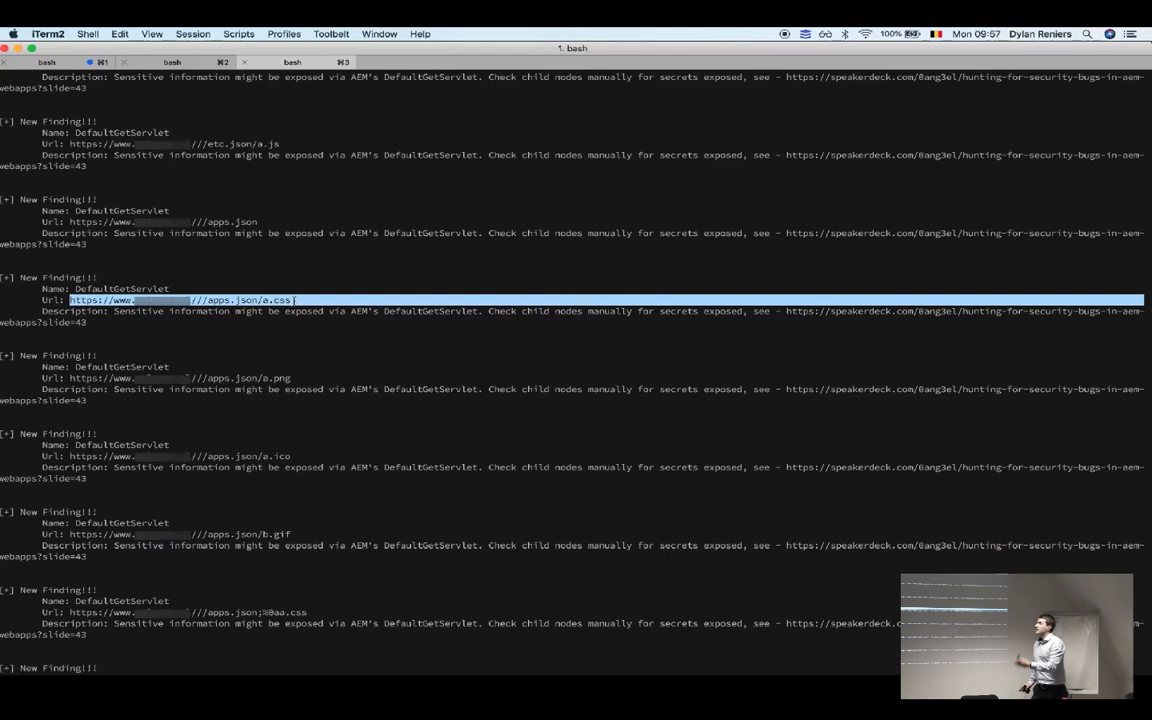 iTerm2 Shell Edit View Session Scripts Profiles Toolbelt Window Help 100% Mon 09:57 Dylan Reniers
1. bash
bash ⌘1 bash ⌘2 bash ⌘3
Description: Sensitive information might be exposed via AEM's DefaultGetServlet. Check child nodes manually for secrets exposed, see - https://speakerdeck.com/0ang3el/hunting-for-security-bugs-in-aem-
webapps?slide=43
[+] New Finding!!!
Name: DefaultGetServlet
Url: https://www. ///etc.json/a.js
Description: Sensitive information might be exposed via AEM's DefaultGetServlet. Check child nodes manually for secrets exposed, see - https://speakerdeck.com/0ang3el/hunting-for-security-bugs-in-aem-
webapps?slide=43
[+] New Finding!!!
Name: DefaultGetServlet
Url: https://www. ///apps.json
Description: Sensitive information might be exposed via AEM's DefaultGetServlet. Check child nodes manually for secrets exposed, see - https://speakerdeck.com/0ang3el/hunting-for-security-bugs-in-aem-
webapps?slide=43
[+] New Finding!!!
Name: DefaultGetServlet
Url: https://www. ///apps.json/a.css
Description: Sensitive information might be exposed via AEM's DefaultGetServlet. Check child nodes manually for secrets exposed, see - https://speakerdeck.com/0ang3el/hunting-for-security-bugs-in-aem-
webapps?slide=43
[+] New Finding!!!
Name: DefaultGetServlet
Url: https://www. ///apps.json/a.png
Description: Sensitive information might be exposed via AEM's DefaultGetServlet. Check child nodes manually for secrets exposed, see - https://speakerdeck.com/0ang3el/hunting-for-security-bugs-in-aem-
webapps?slide=43
[+] New Finding!!!
Name: DefaultGetServlet
Url: https://www. ///apps.json/a.ico
Description: Sensitive information might be exposed via AEM's DefaultGetServlet. Check child nodes manually for secrets exposed, see - https://speakerdeck.com/0ang3el/hunting-for-security-bugs-in-aem-
webapps?slide=43
[+] New Finding!!!
Name: DefaultGetServlet
Url: https://www. ///apps.json/b.gif
Description: Sensitive information might be exposed via AEM's DefaultGetServlet. Check child nodes manually for secrets exposed, see - https://speakerdeck.com/0ang3el/hunting-for-security-bugs-in-aem-
webapps?slide=43
[+] New Finding!!!
Name: DefaultGetServlet
Url: https://www. ///apps.json;%0aa.css
Description: Sensitive information might be exposed via AEM's DefaultGetServlet. Check child nodes manually for secrets exposed, see - https://speakerdeck.c
webapps?slide=43
[+] New Finding!!!